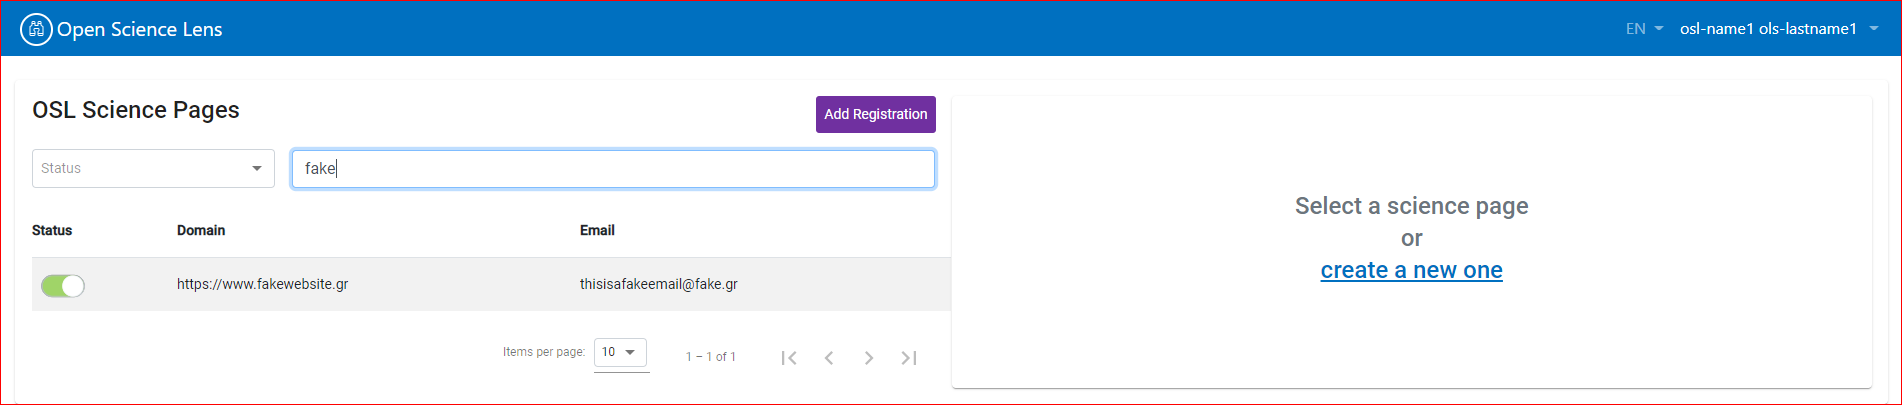 Open Science Lens
EN
osl-name1 ols-lastname1
OSL Science Pages
Add Registration
Status
fake
Status Domain Email
https://www.fakewebsite.gr thisisafakeemail@fake.gr
Items per page: 10 1 – 1 of 1
Select a science page
or
create a new one